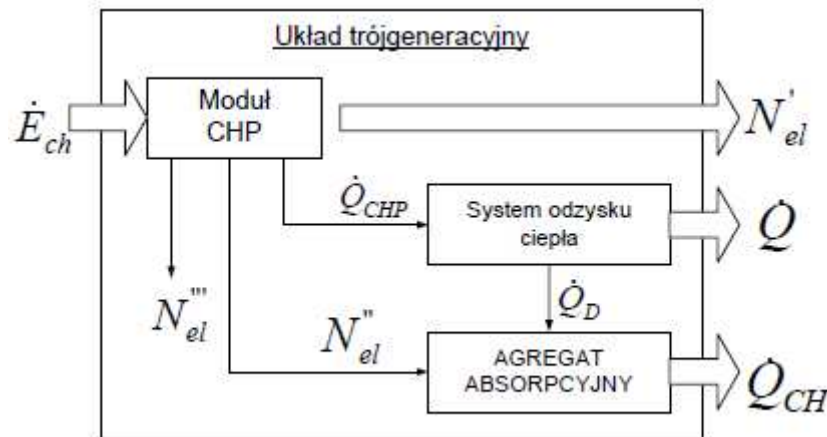 Układ trójgeneracyjny
Moduł
CHP
Ė_ch
N'_el
Q̇_CHP
System odzysku
ciepła
Q̇
N'''_el
N''_el
Q̇_D
AGREGAT
ABSORPCYJNY
Q̇_CH